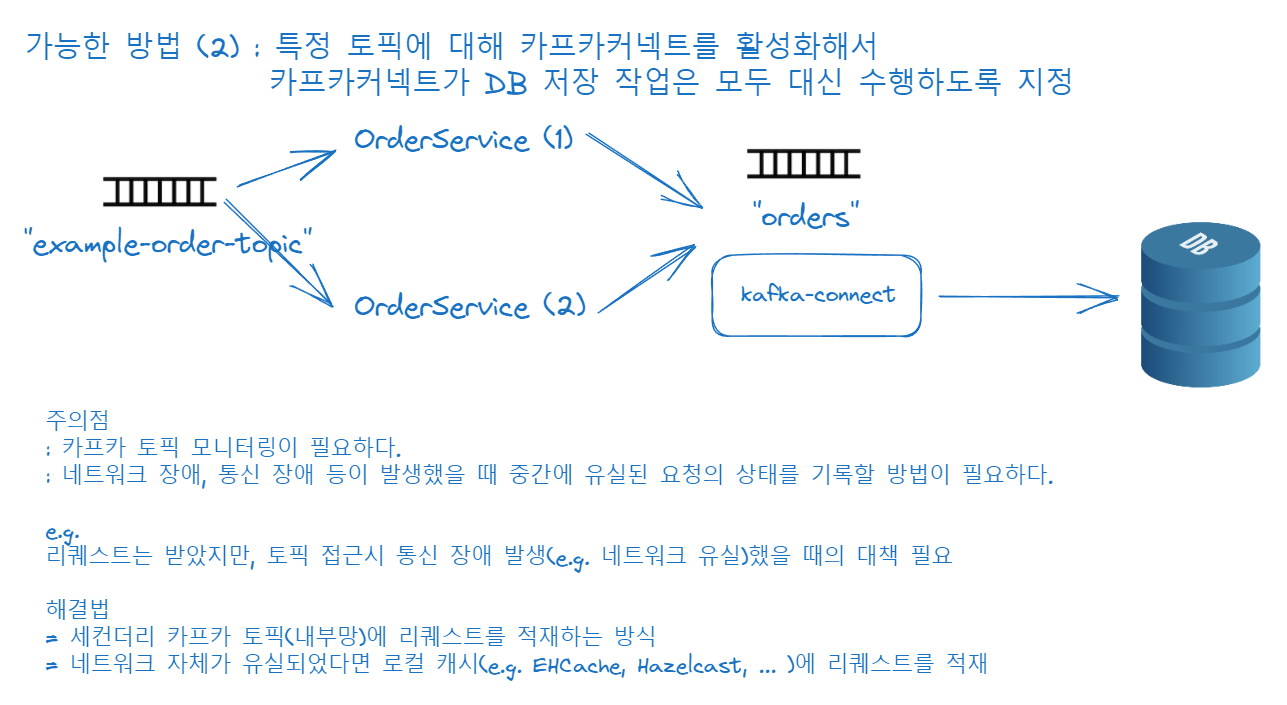 가능한 방법 (2) : 특정 토픽에 대해 카프카커넥트를 활성화해서
카프카커넥트가 DB 저장 작업은 모두 대신 수행하도록 지정
OrderService (1)
"example-order-topic"
"orders"
DB
OrderService (2)
kafka-connect
주의점
: 카프카 토픽 모니터링이 필요하다.
: 네트워크 장애, 통신 장애 등이 발생했을 때 중간에 유실된 요청의 상태를 기록할 방법이 필요하다.
e.g.
리퀘스트는 받았지만, 토픽 접근시 통신 장애 발생(e.g. 네트워크 유실)했을 때의 대책 필요
해결법
= 세컨더리 카프카 토픽(내부망)에 리퀘스트를 적재하는 방식
= 네트워크 자체가 유실되었다면 로컬 캐시(e.g. EHCache, Hazelcast, ... )에 리퀘스트를 적재